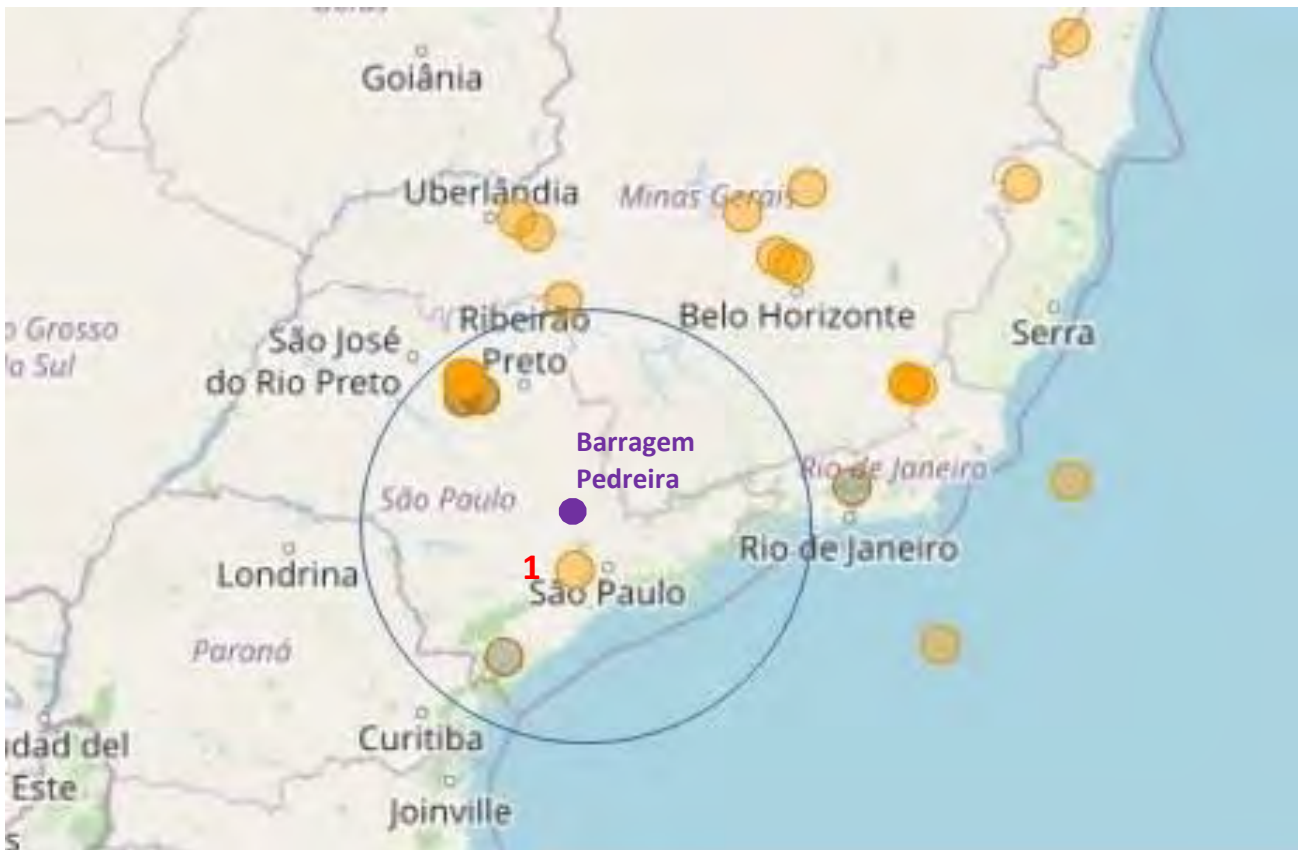 Goiânia
Uberlândia
Minas Gerais
o Grosso
a Sul
São José
do Rio Preto
Ribeirão
Preto
Belo Horizonte
Serra
Barragem
Pedreira
São Paulo
Rio de Janeiro
Londrina
1
São Paulo
Rio de Janeiro
Paraná
Curitiba
dad del
Este
Joinville
s